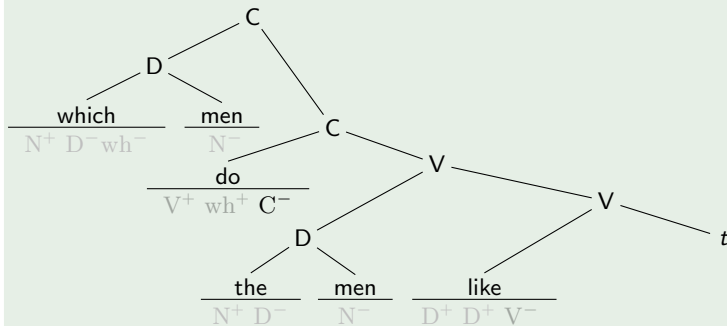 C
D
which men
N⁺ D⁻wh⁻ N⁻
C
do
V⁺ wh⁺ C⁻
V
V
D
t
the men like
N⁺ D⁻ N⁻ D⁺ D⁺ V⁻